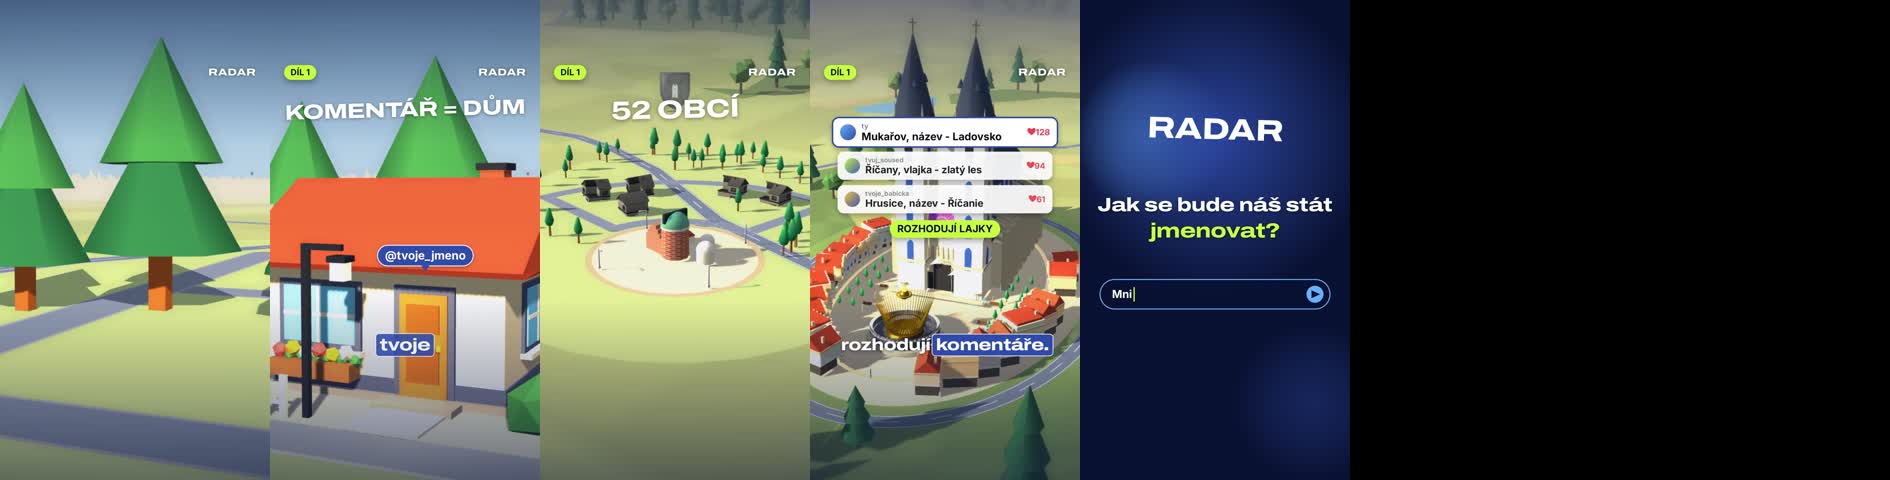 RADAR
DÍL 1
RADAR
KOMENTÁŘ = DŮM
@tvoje_jmeno
tvoje
DÍL 1
RADAR
52 OBCÍ
DÍL 1
RADAR
ty
Mukařov, název - Ladovsko
128
tvuj_soused
Říčany, vlajka - zlatý les
94
tvoje_babicka
Hrusice, název - Říčanie
61
ROZHODUJÍ LAJKY
rozhodují komentáře.
RADAR
Jak se bude náš stát
jmenovat?
Mni